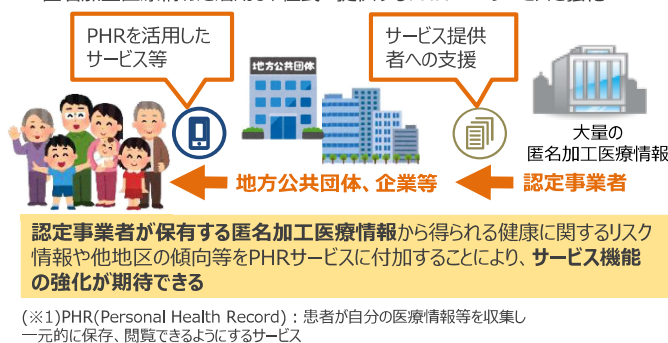 PHRを活用した
サービス等
サービス提供
者への支援
地方公共団体
大量の
匿名加工医療情報
地方公共団体、企業等
認定事業者
認定事業者が保有する匿名加工医療情報から得られる健康に関するリスク
情報や他地区の傾向等をPHRサービスに付加することにより、サービス機能
の強化が期待できる
(※1)PHR(Personal Health Record)：患者が自分の医療情報等を収集し
一元的に保存、閲覧できるようにするサービス